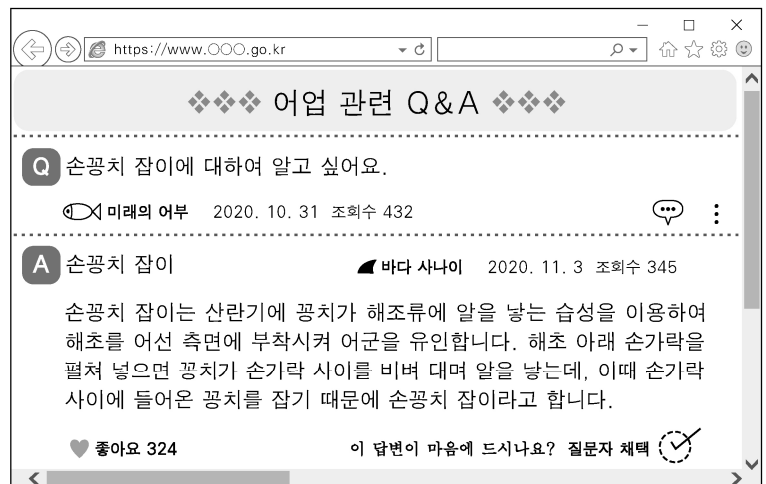 https://www.○○○.go.kr
어업 관련 Q&A
Q 손꽁치 잡이에 대하여 알고 싶어요.
미래의 어부 2020. 10. 31 조회수 432
A 손꽁치 잡이 바다 사나이 2020. 11. 3 조회수 345
손꽁치 잡이는 산란기에 꽁치가 해조류에 알을 낳는 습성을 이용하여
해초를 어선 측면에 부착시켜 어군을 유인합니다. 해초 아래 손가락을
펼쳐 넣으면 꽁치가 손가락 사이를 비벼 대며 알을 낳는데, 이때 손가락
사이에 들어온 꽁치를 잡기 때문에 손꽁치 잡이라고 합니다.
좋아요 324 이 답변이 마음에 드시나요? 질문자 채택